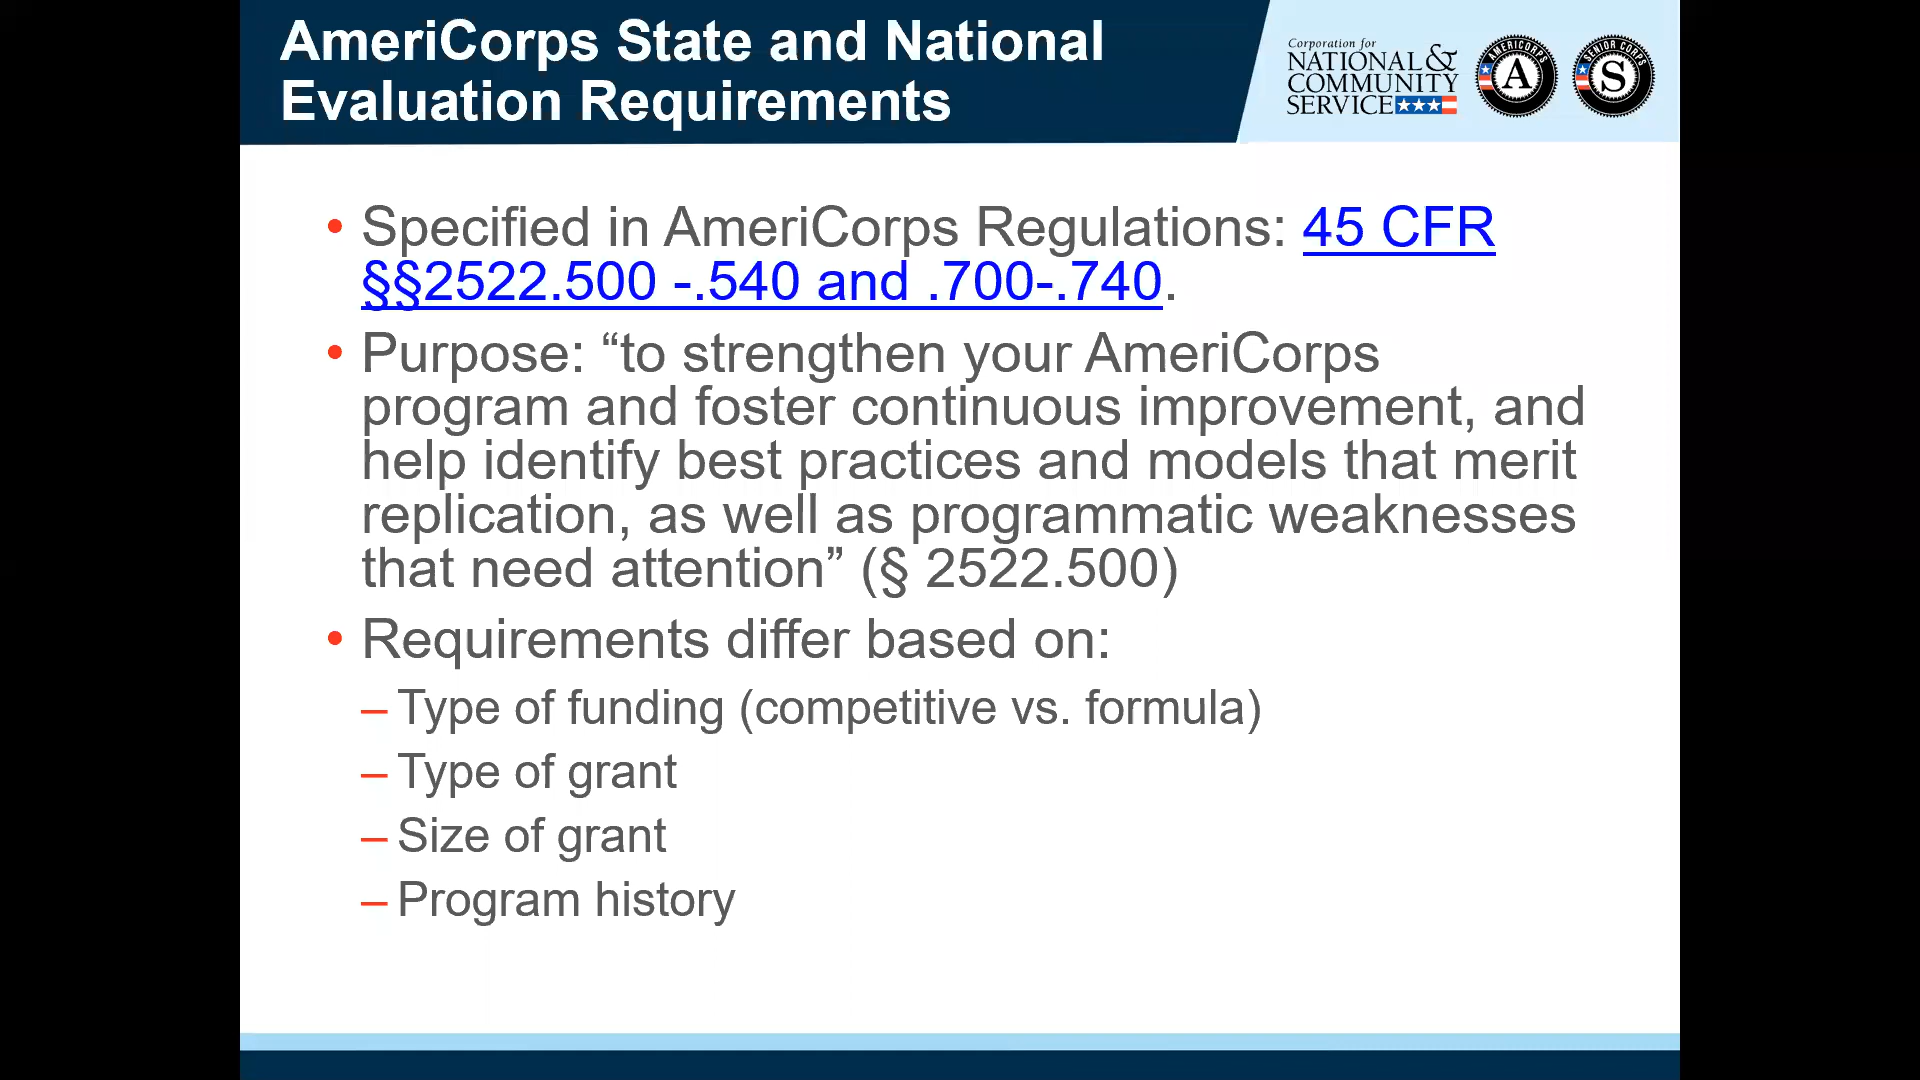 AmeriCorps State and National
Evaluation Requirements
Corporation for
NATIONAL &
COMMUNITY
SERVICE
AMERICORPS
A
SENIOR CORPS
S
• Specified in AmeriCorps Regulations: 45 CFR
§§2522.500 -.540 and .700-.740.
• Purpose: “to strengthen your AmeriCorps
program and foster continuous improvement, and
help identify best practices and models that merit
replication, as well as programmatic weaknesses
that need attention” (§ 2522.500)
• Requirements differ based on:
– Type of funding (competitive vs. formula)
– Type of grant
– Size of grant
– Program history